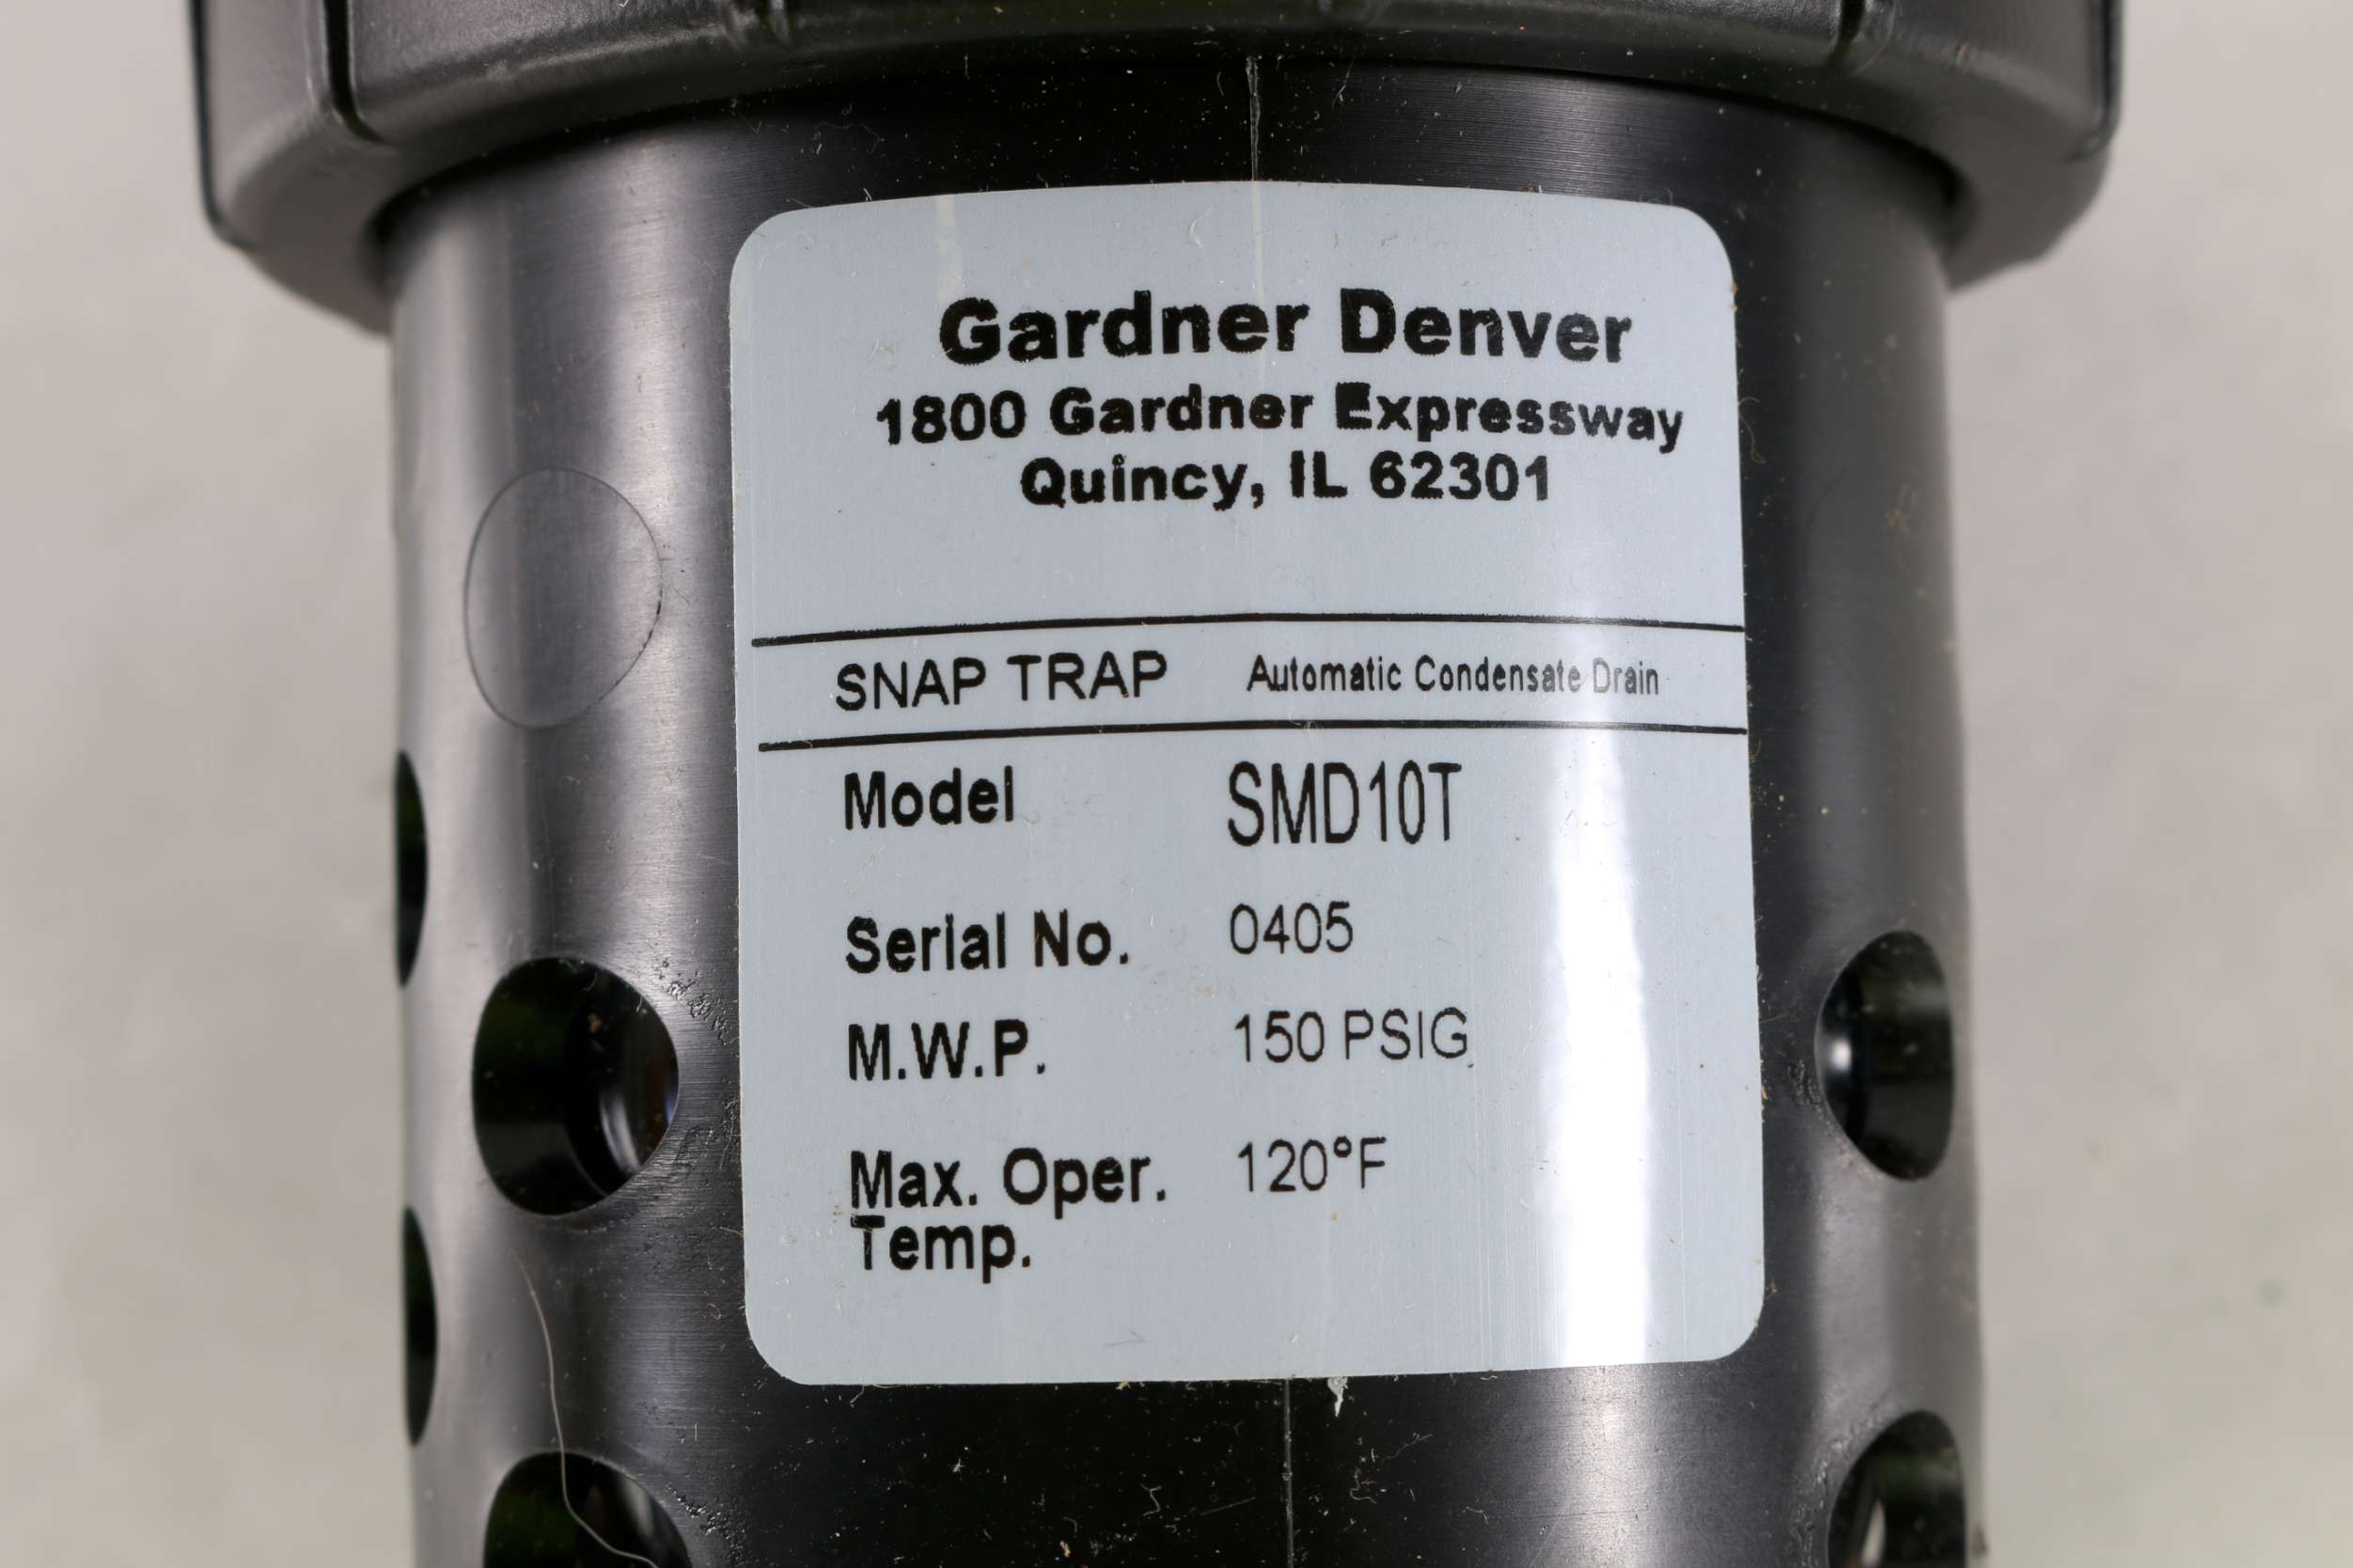 Gardner Denver
1800 Gardner Expressway
Quincy, IL 62301
SNAP TRAP Automatic Condensate Drain
Model SMD10T
Serial No. 0405
M.W.P. 150 PSIG
Max. Oper. 120°F
Temp.